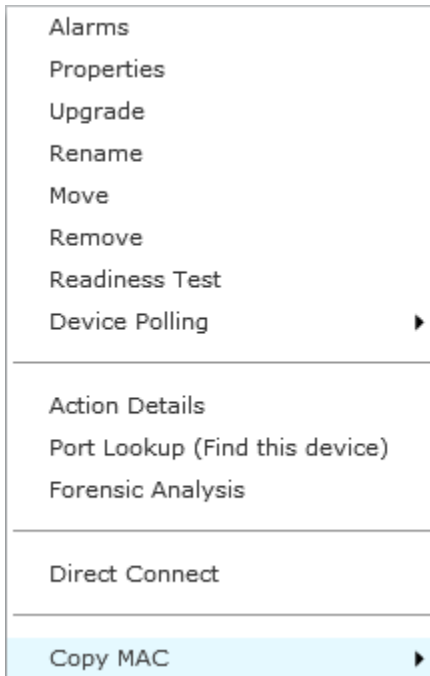 Alarms
Properties
Upgrade
Rename
Move
Remove
Readiness Test
Device Polling
Action Details
Port Lookup (Find this device)
Forensic Analysis
Direct Connect
Copy MAC